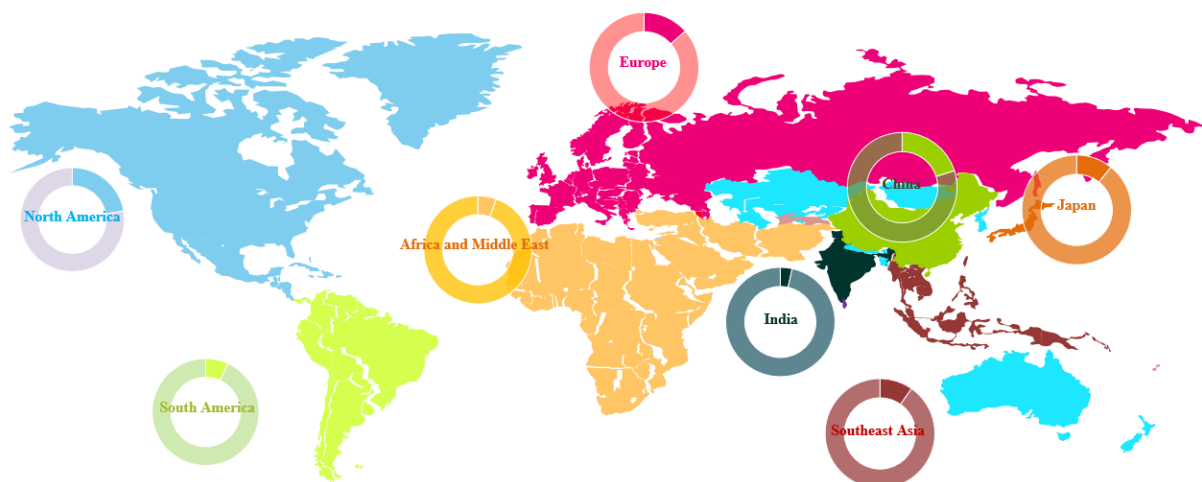 Europe
China
North America
Japan
Africa and Middle East
India
South America
Southeast Asia